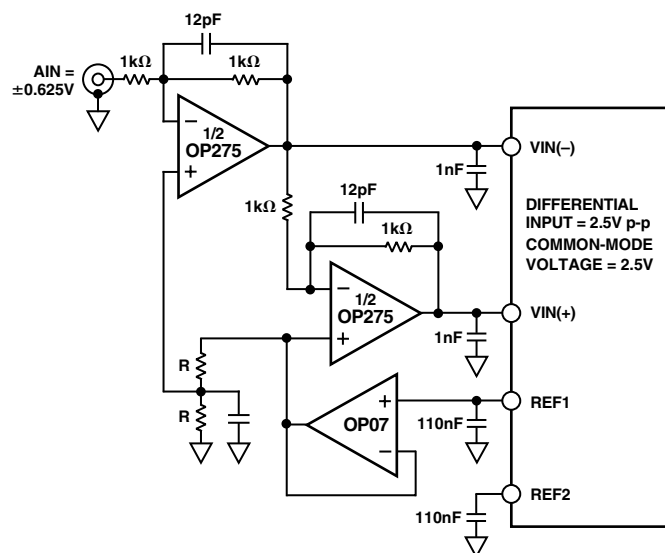 12pF
AIN =
±0.625V
1kΩ
1kΩ
–
1/2
OP275
+
VIN(–)
1nF
1kΩ
12pF
1kΩ
DIFFERENTIAL
INPUT = 2.5V p-p
COMMON-MODE
VOLTAGE = 2.5V
–
1/2
OP275
+
VIN(+)
1nF
R
R
+
OP07
–
REF1
110nF
REF2
110nF